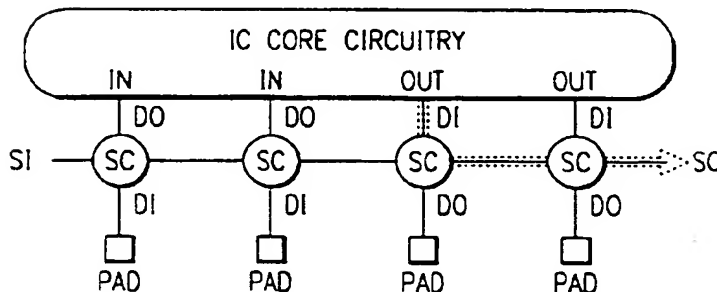 IC CORE CIRCUITRY
IN IN OUT OUT
DO DO DI DI
SI SC SC SC SC SO
DI DI DO DO
PAD PAD PAD PAD